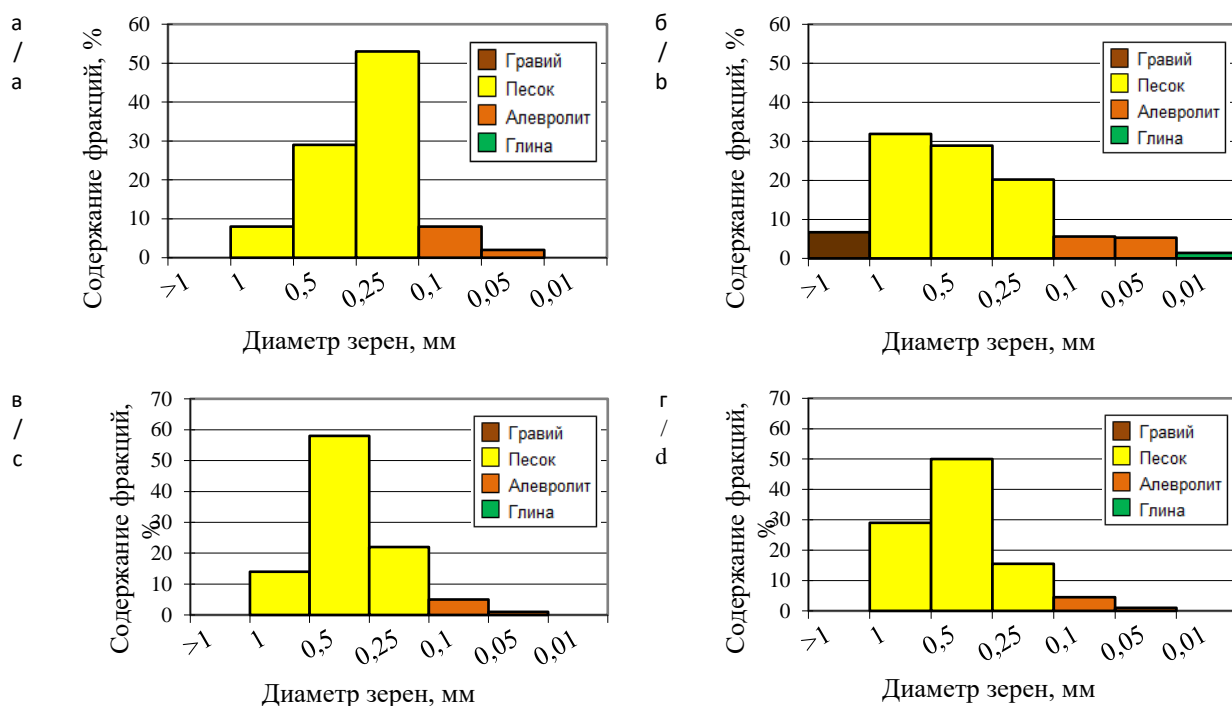 а
/
a
Содержание фракций, %
60
50
40
30
20
10
0
Гравий
Песок
Алевролит
Глина
>1
1
0,5
0,25
0,1
0,05
0,01
Диаметр зерен, мм
б
/
b
Содержание фракций, %
60
50
40
30
20
10
0
Гравий
Песок
Алевролит
Глина
>1
1
0,5
0,25
0,1
0,05
0,01
Диаметр зерен, мм
в
/
c
Содержание фракций,
%
70
60
50
40
30
20
10
0
Гравий
Песок
Алевролит
Глина
>1
1
0,5
0,25
0,1
0,05
0,01
Диаметр зерен, мм
г
/
d
Содержание фракций,
%
70
60
50
40
30
20
10
0
Гравий
Песок
Алевролит
Глина
>1
1
0,5
0,25
0,1
0,05
0,01
Диаметр зерен, мм